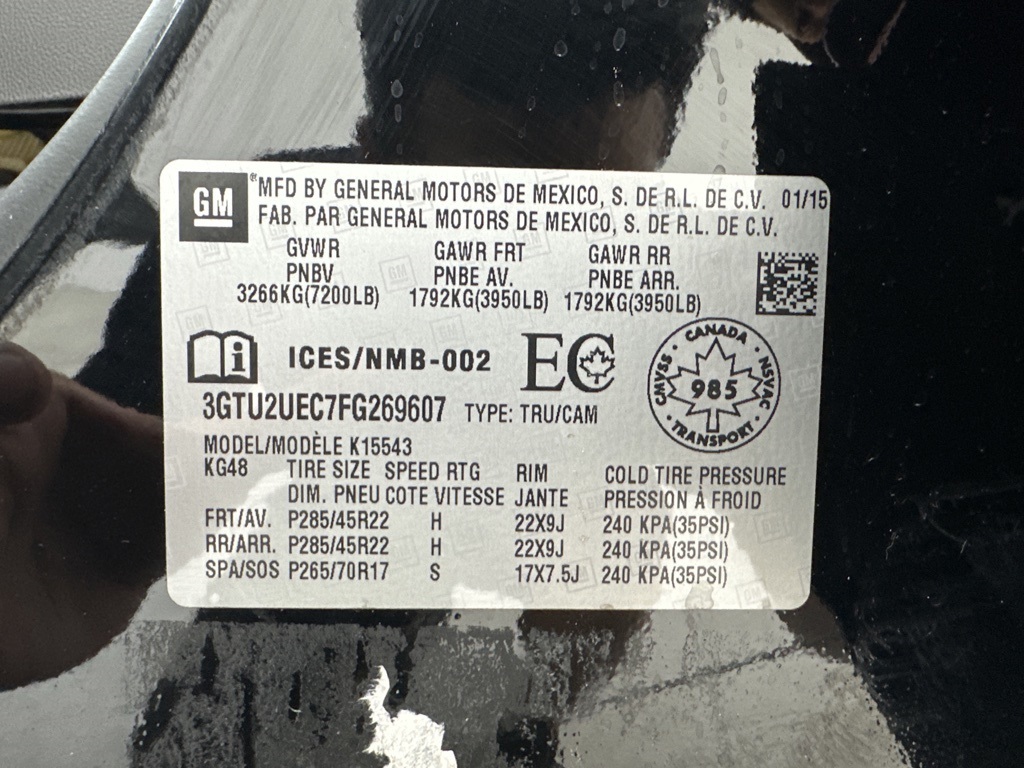 GM ® MFD BY GENERAL MOTORS DE MEXICO, S. DE R.L. DE C.V. 01/15
FAB. PAR GENERAL MOTORS DE MEXICO, S. DE R.L. DE C.V.
GVWR GAWR FRT GAWR RR
PNBV PNBE AV. PNBE ARR.
3266KG(7200LB) 1792KG(3950LB) 1792KG(3950LB)
i ICES/NMB-002 EC
CANADA
CMVSS 985 NSVAC
TRANSPORT
3GTU2UEC7FG269607 TYPE: TRU/CAM
MODEL/MODÈLE K15543
KG48 TIRE SIZE SPEED RTG RIM COLD TIRE PRESSURE
DIM. PNEU COTE VITESSE JANTE PRESSION À FROID
FRT/AV. P285/45R22 H 22X9J 240 KPA(35PSI)
RR/ARR. P285/45R22 H 22X9J 240 KPA(35PSI)
SPA/SOS P265/70R17 S 17X7.5J 240 KPA(35PSI)